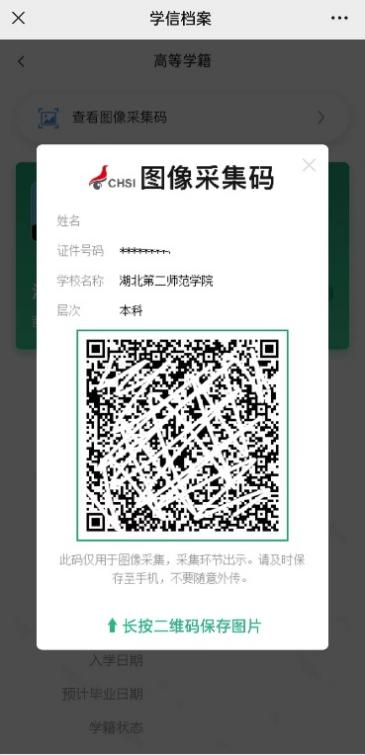 学信档案
高等学籍
查看图像采集码
CHSI 图像采集码
姓名
证件号码 ********
学校名称 湖北第二师范学院
层次 本科
此码仅用于图像采集，采集环节出示。请及时保
存至手机，不要随意外传。
长按二维码保存图片
入学日期
预计毕业日期
学籍状态